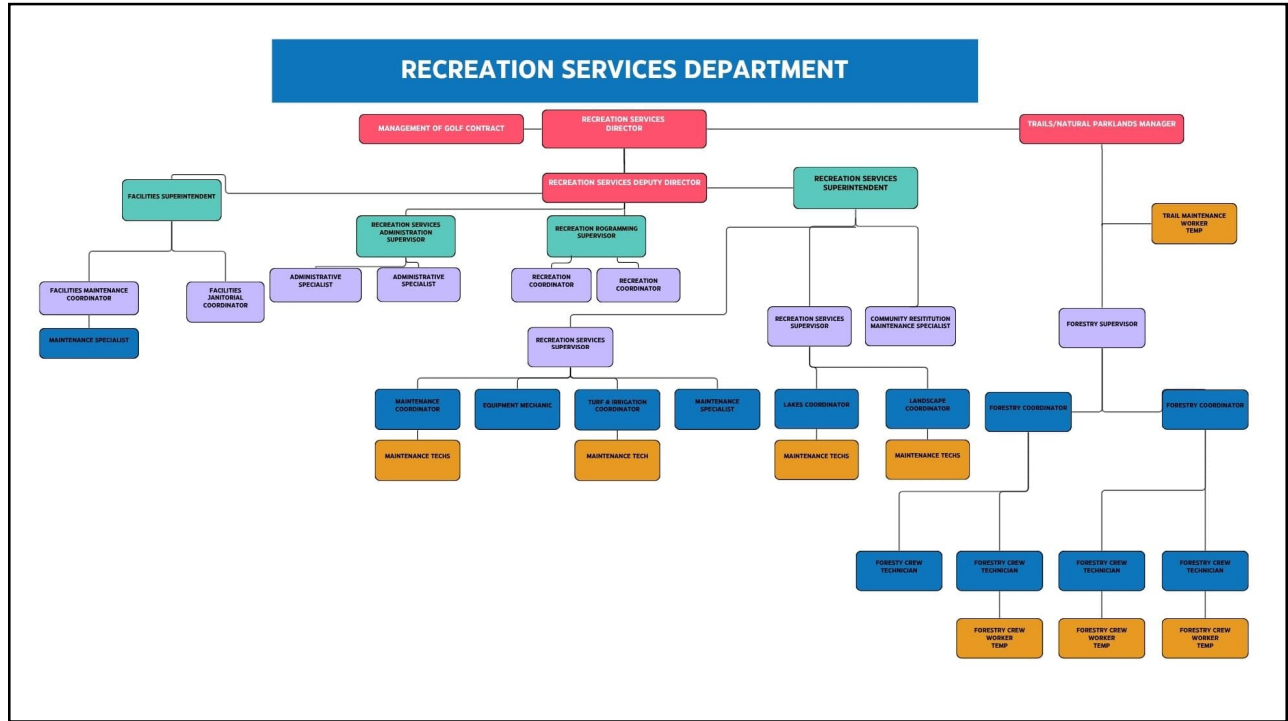 RECREATION SERVICES DEPARTMENT
MANAGEMENT OF GOLF CONTRACT
RECREATION SERVICES
DIRECTOR
TRAILS/NATURAL PARKLANDS MANAGER
FACILITIES SUPERINTENDENT
RECREATION SERVICES DEPUTY DIRECTOR
RECREATION SERVICES
SUPERINTENDENT
RECREATION SERVICES
ADMINISTRATION
SUPERVISOR
RECREATION ROGRAMMING
SUPERVISOR
TRAIL MAINTENANCE
WORKER
TEMP
FACILITIES MAINTENANCE
COORDINATOR
FACILITIES
JANITORIAL
COORDINATOR
ADMINISTRATIVE
SPECIALIST
ADMINISTRATIVE
SPECIALIST
RECREATION
COORDINATOR
RECREATION
COORDINATOR
MAINTENANCE SPECIALIST
RECREATION SERVICES
SUPERVISOR
RECREATION SERVICES
SUPERVISOR
COMMUNITY RESITITUTION
MAINTENANCE SPECIALIST
FORESTRY SUPERVISOR
MAINTENANCE
COORDINATOR
EQUIPMENT MECHANIC
TURF # IRRIGATION
COORDINATOR
MAINTENANCE
SPECIALIST
LAKES COORDINATOR
LANDSCAPE
COORDINATOR
FORESTRY COORDINATOR
FORESTRY COORDINATOR
MAINTENANCE TECHS
MAINTENANCE TECH
MAINTENANCE TECHS
MAINTENANCE TECHS
FORESTY CREW
TECHNICIAN
FORESTRY CREW
TECHNICIAN
FORESTRY CREW
TECHNICIAN
FORESTRY CREW
TECHNICIAN
FORESTRY CREW
WORKER
TEMP
FORESTRY CREW
WORKER
TEMP
FORESTRY CREW
WORKER
TEMP